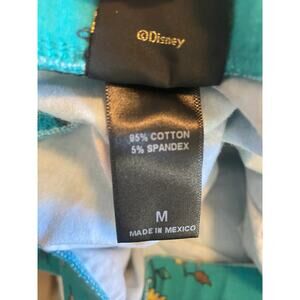 ©Disney
95% COTTON
5% SPANDEX
M
MADE IN MEXICO